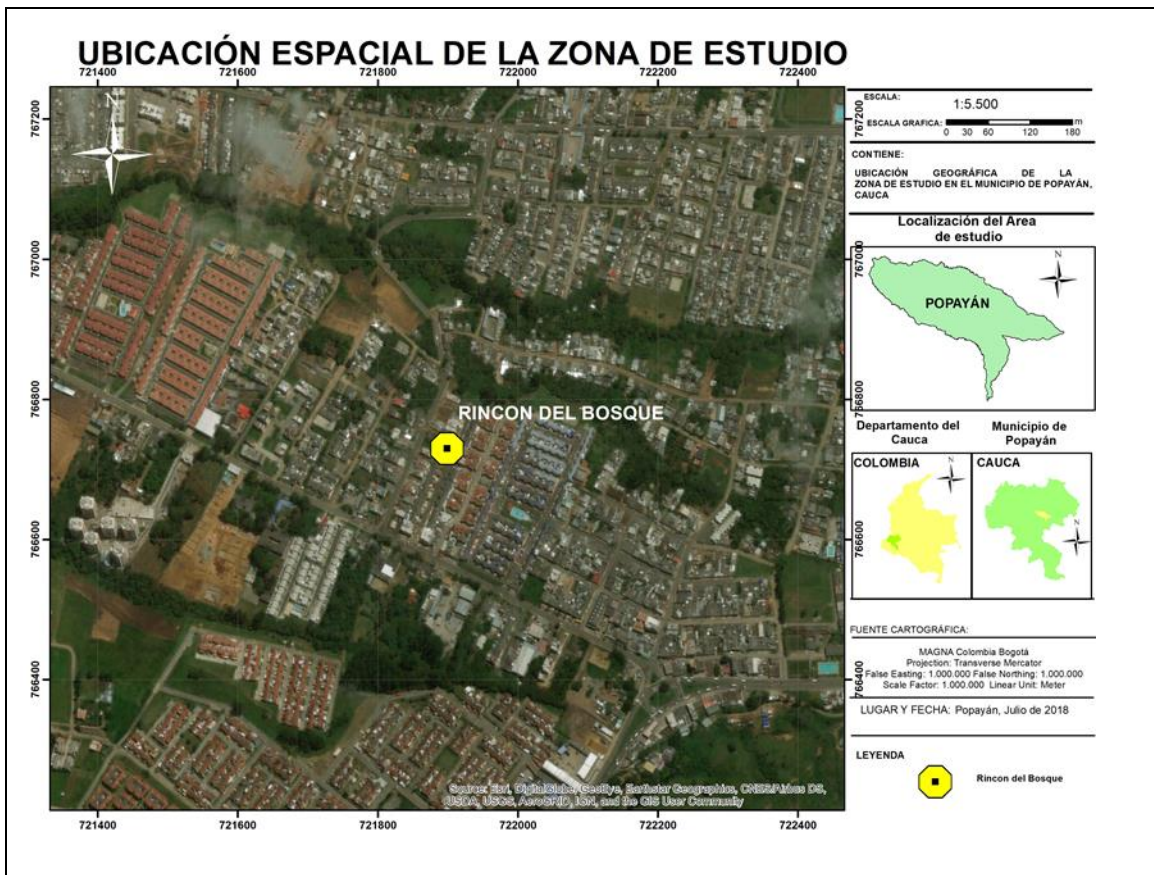 UBICACIÓN ESPACIAL DE LA ZONA DE ESTUDIO
721400 721600 721800 722000 722200 722400
767200
767000
766800
766600
766400
N
RINCON DEL BOSQUE
Source: Esri, DigitalGlobe, GeoEye, Earthstar Geographics, CNES/Airbus DS,
USDA, USGS, AeroGRID, IGN, and the GIS User Community
767200
767000
766800
766600
766400
721400 721600 721800 722000 722200 722400
ESCALA: 1:5.500
ESCALA GRAFICA: m
0 30 60 120 180
CONTIENE:
UBICACIÓN GEOGRÁFICA DE LA
ZONA DE ESTUDIO EN EL MUNICIPIO DE POPAYÁN,
CAUCA
Localización del Area
de estudio
N
POPAYÁN
Departamento del
Cauca
Municipio de
Popayán
COLOMBIA
N
CAUCA
N
FUENTE CARTOGRÁFICA:
MAGNA Colombia Bogotá
Projection: Transverse Mercator
False Easting: 1.000.000 False Northing: 1.000.000
Scale Factor: 1.000.000 Linear Unit: Meter
LUGAR Y FECHA: Popayán, Julio de 2018
LEYENDA
Rincon del Bosque